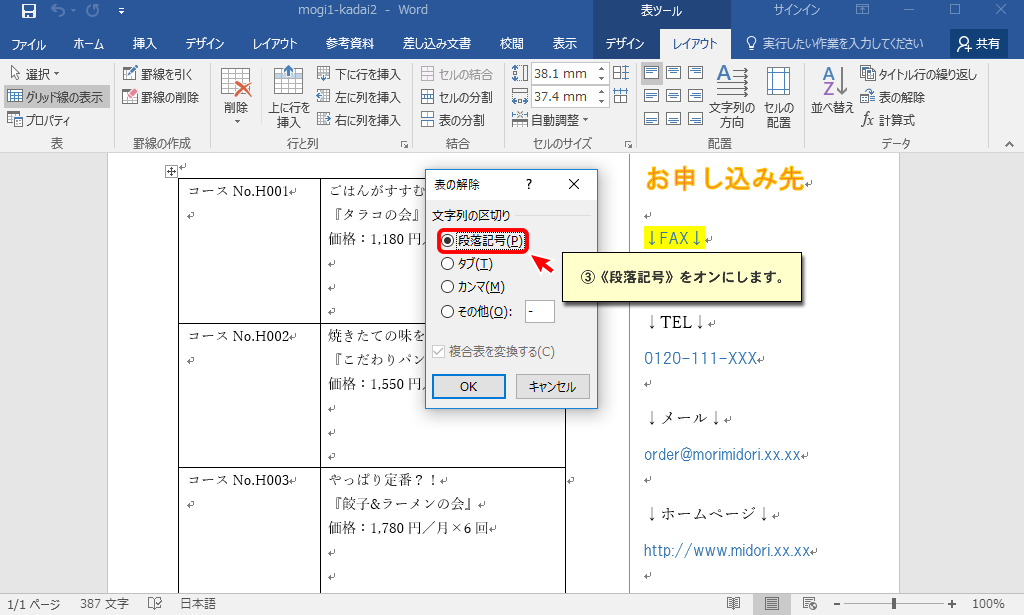 mogi1-kadai2 - Word
表ツール
サインイン
ファイル ホーム 挿入 デザイン レイアウト 参考資料 差し込み文書 校閲 表示 デザイン レイアウト 実行したい作業を入力してください 共有
選択
グリッド線の表示
プロパティ
表
罫線を引く
罫線の削除
罫線の作成
削除
上に行を
挿入
下に行を挿入
左に列を挿入
右に列を挿入
行と列
セルの結合
セルの分割
表の分割
結合
38.1 mm
37.4 mm
自動調整
セルのサイズ
文字列の
方向
セルの
配置
配置
並べ替え
タイトル行の繰り返し
表の解除
fx 計算式
データ
コース No.H001↵
↵
ごはんがすすむ
『タラコの会』
価格：1,180 円／
↵
↵
↵
コース No.H002↵
↵
焼きたての味を
『こだわりパン
価格：1,550 円／
↵
↵
↵
コース No.H003↵
↵
やっぱり定番？！↵
『餃子&ラーメンの会』↵
価格：1,780 円／月×6 回↵
↵
↵
表の解除 ? ×
文字列の区切り
段落記号(P)
タブ(T)
カンマ(M)
その他(O): -
複合表を変換する(C)
OK キャンセル
③《段落記号》をオンにします。
お申し込み先↵
↵
↓FAX↓↵
↓TEL↓↵
0120-111-XXX↵
↵
↓メール↓↵
order@morimidori.xx.xx↵
↵
↓ホームページ↓↵
http://www.midori.xx.xx↵
↵
1/1 ページ 387 文字 日本語
100%